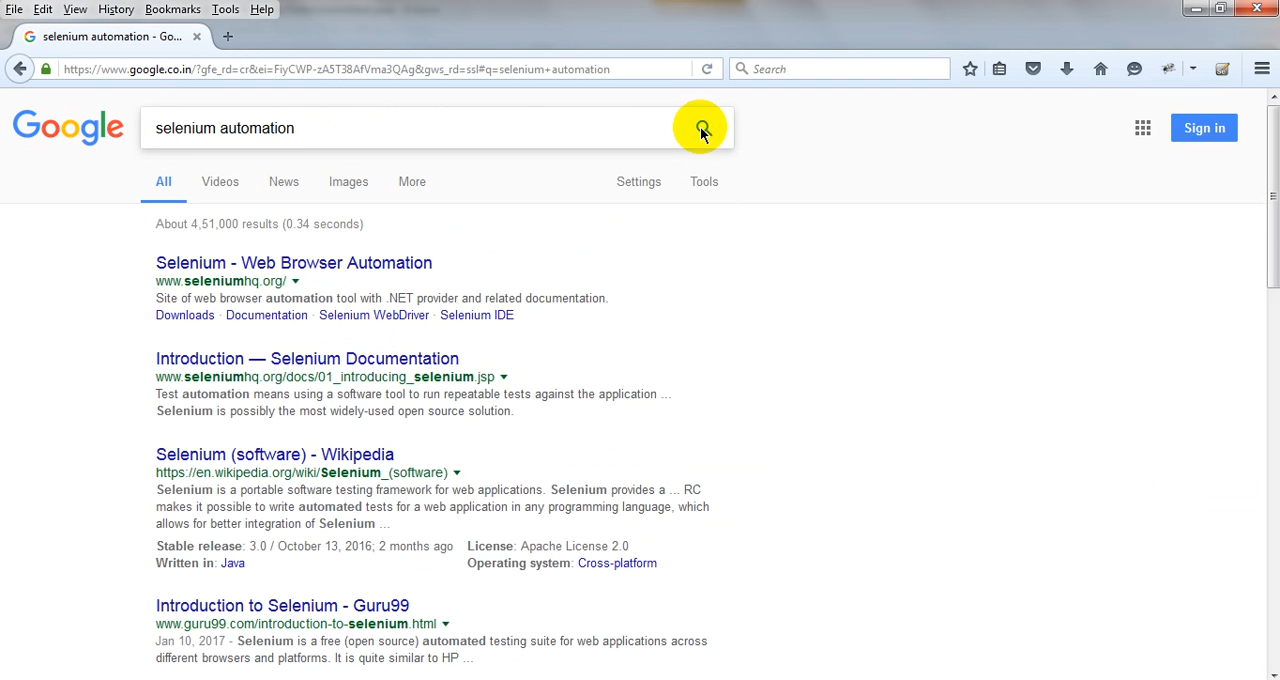 File Edit View History Bookmarks Tools Help
selenium automation - Go...
https://www.google.co.in/?gfe_rd=cr&ei=FiyCWP-zA5T38AfVma3QAg&gws_rd=ssl#q=selenium+automation
Search
Google
selenium automation
Sign in
All Videos News Images More Settings Tools
About 4,51,000 results (0.34 seconds)
Selenium - Web Browser Automation
www.seleniumhq.org/
Site of web browser automation tool with .NET provider and related documentation.
Downloads · Documentation · Selenium WebDriver · Selenium IDE
Introduction — Selenium Documentation
www.seleniumhq.org/docs/01_introducing_selenium.jsp
Test automation means using a software tool to run repeatable tests against the application ...
Selenium is possibly the most widely-used open source solution.
Selenium (software) - Wikipedia
https://en.wikipedia.org/wiki/Selenium_(software)
Selenium is a portable software testing framework for web applications. Selenium provides a ... RC
makes it possible to write automated tests for a web application in any programming language, which
allows for better integration of Selenium ...
Stable release: 3.0 / October 13, 2016; 2 months ago License: Apache License 2.0
Written in: Java Operating system: Cross-platform
Introduction to Selenium - Guru99
www.guru99.com/introduction-to-selenium.html
Jan 10, 2017 - Selenium is a free (open source) automated testing suite for web applications across
different browsers and platforms. It is quite similar to HP ...